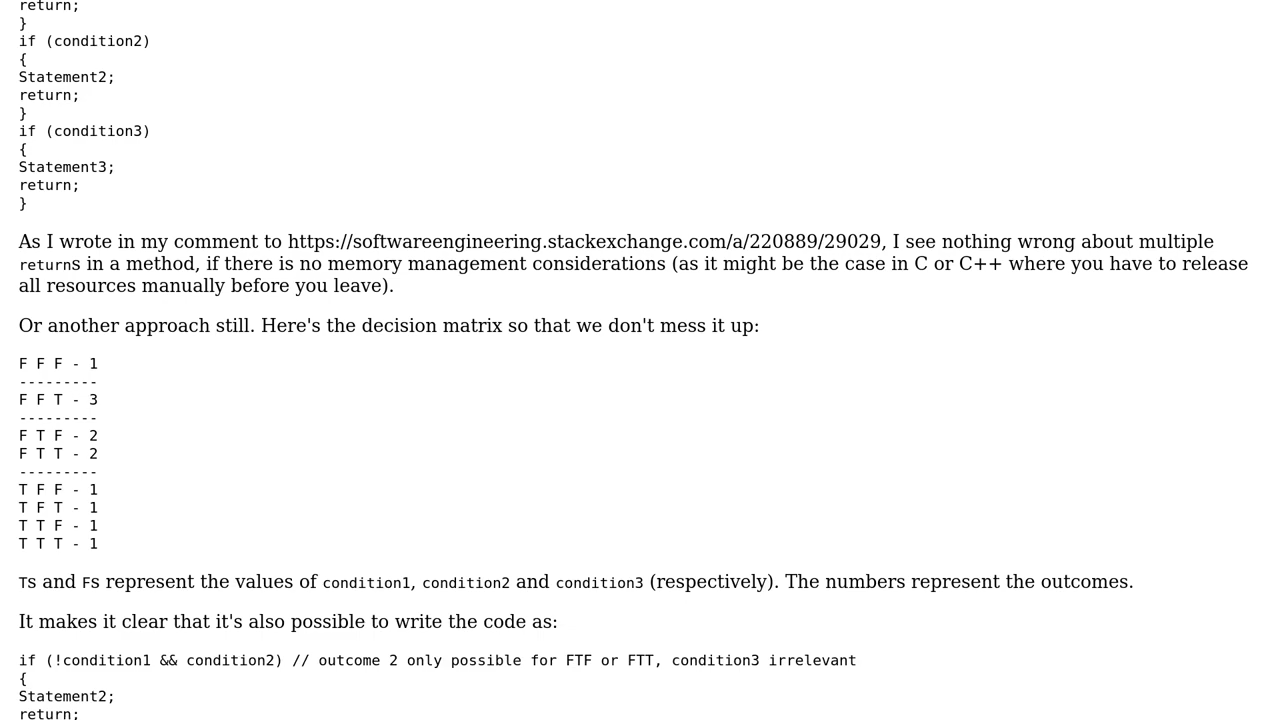 return;
}
if (condition2)
{
Statement2;
return;
}
if (condition3)
{
Statement3;
return;
}
As I wrote in my comment to https://softwareengineering.stackexchange.com/a/220889/29029, I see nothing wrong about multiple
returns in a method, if there is no memory management considerations (as it might be the case in C or C++ where you have to release
all resources manually before you leave).
Or another approach still. Here's the decision matrix so that we don't mess it up:
F F F - 1
---------
F F T - 3
---------
F T F - 2
F T T - 2
---------
T F F - 1
T F T - 1
T T F - 1
T T T - 1
Ts and Fs represent the values of condition1, condition2 and condition3 (respectively). The numbers represent the outcomes.
It makes it clear that it's also possible to write the code as:
if (!condition1 && condition2) // outcome 2 only possible for FTF or FTT, condition3 irrelevant
{
Statement2;
return;